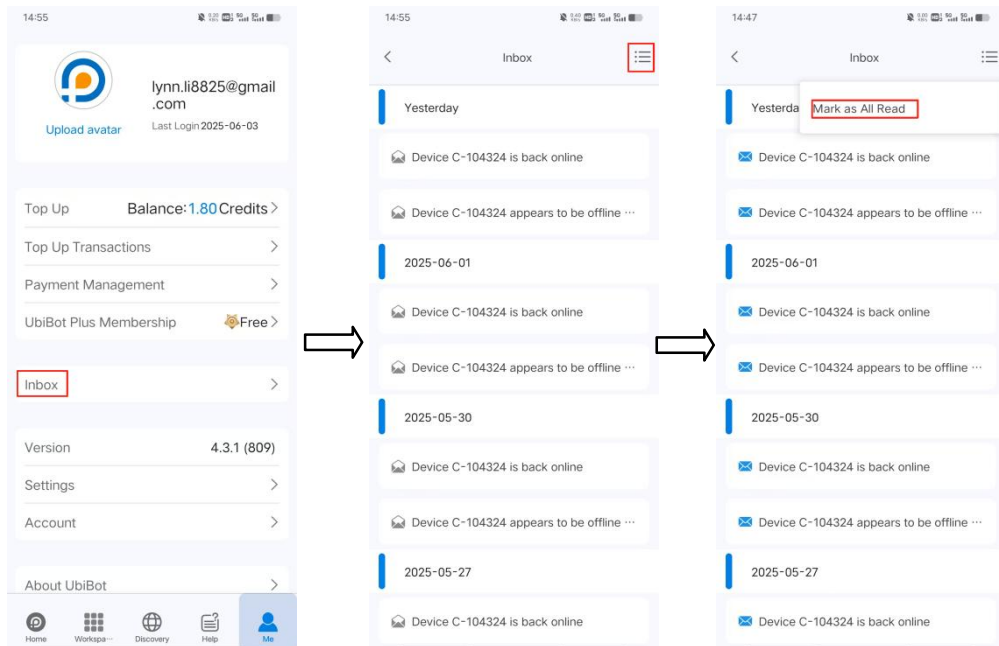 14:55
lynn.li8825@gmail
.com
Upload avatar
Last Login 2025-06-03
Top Up
Balance:1.80 Credits
Top Up Transactions
Payment Management
UbiBot Plus Membership
Free
Inbox
Version
4.3.1 (809)
Settings
Account
About UbiBot
Home
Workspa···
Discovery
Help
Me
14:55
Inbox
Yesterday
Device C-104324 is back online
Device C-104324 appears to be offline ···
2025-06-01
Device C-104324 is back online
Device C-104324 appears to be offline ···
2025-05-30
Device C-104324 is back online
Device C-104324 appears to be offline ···
2025-05-27
Device C-104324 is back online
14:47
Inbox
Yesterda
Mark as All Read
Device C-104324 is back online
Device C-104324 appears to be offline ···
2025-06-01
Device C-104324 is back online
Device C-104324 appears to be offline ···
2025-05-30
Device C-104324 is back online
Device C-104324 appears to be offline ···
2025-05-27
Device C-104324 is back online